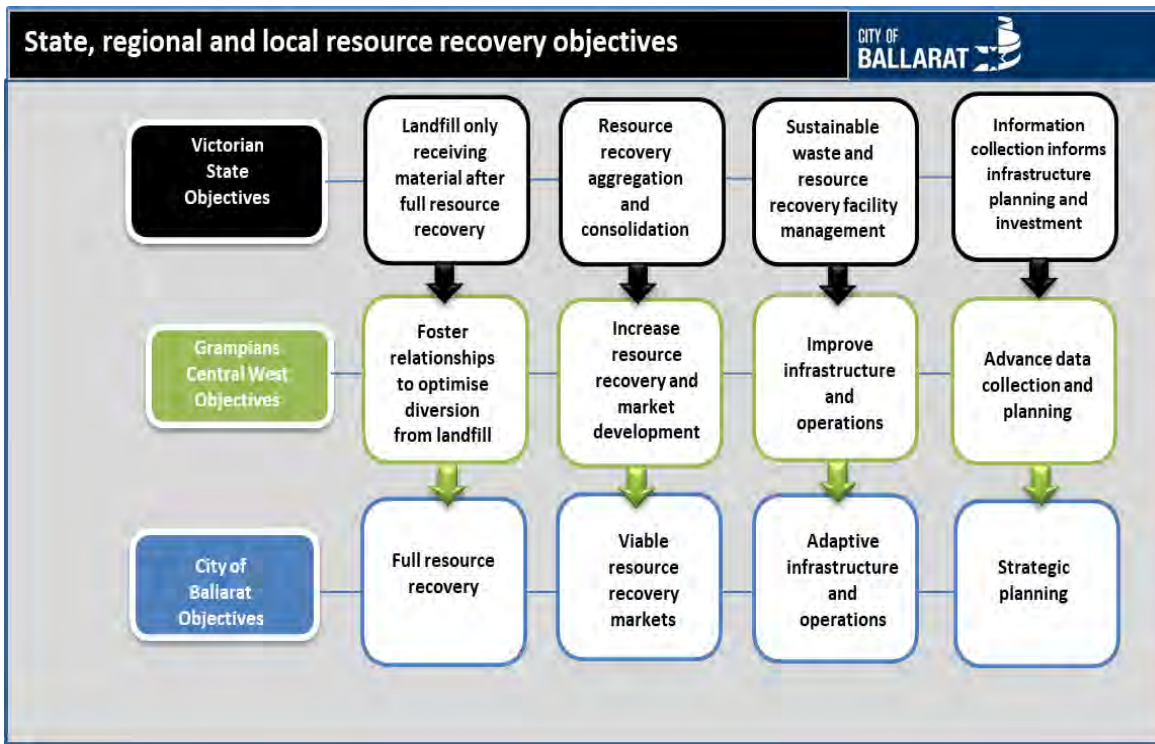 State, regional and local resource recovery objectives
CITY OF
BALLARAT
Victorian
State
Objectives
Landfill only
receiving
material after
full resource
recovery
Resource
recovery
aggregation
and
consolidation
Sustainable
waste and
resource
recovery facility
management
Information
collection informs
infrastructure
planning and
investment
Grampians
Central West
Objectives
Foster
relationships
to optimise
diversion
from landfill
Increase
resource
recovery and
market
development
Improve
infrastructure
and
operations
Advance data
collection and
planning
City of
Ballarat
Objectives
Full resource
recovery
Viable
resource
recovery
markets
Adaptive
infrastructure
and
operations
Strategic
planning